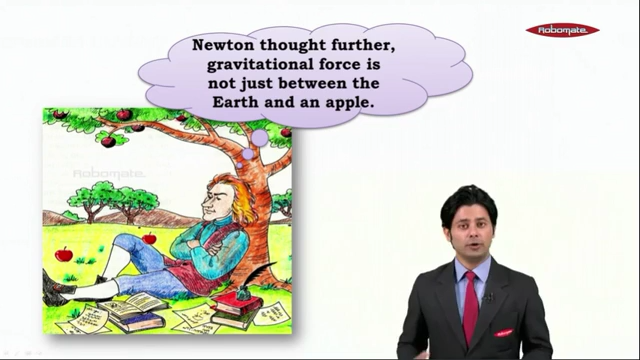 Robomate
Newton thought further,
gravitational force is
not just between the
Earth and an apple.
Robomate